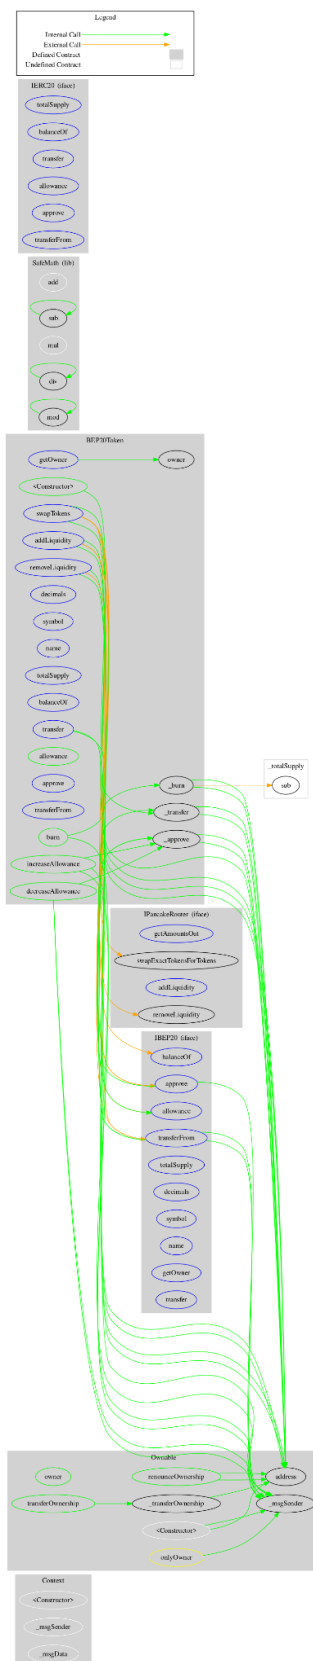 Legend
Internal Call
External Call
Defined Contract
Undefined Contract
IERC20 (iface)
totalSupply
balanceOf
transfer
allowance
approve
transferFrom
SafeMath (lib)
add
sub
mul
div
mod
BEP20Token
getOwner
owner
<Constructor>
swapTokens
addLiquidity
removeLiquidity
decimals
symbol
name
totalSupply
balanceOf
transfer
allowance
approve
transferFrom
burn
increaseAllowance
decreaseAllowance
_burn
_transfer
_approve
_totalSupply
sub
IPancakeRouter (iface)
getAmountsOut
swapExactTokensForTokens
addLiquidity
removeLiquidity
IBEP20 (iface)
balanceOf
approve
allowance
transferFrom
totalSupply
decimals
symbol
name
getOwner
transfer
Ownable
owner
renounceOwnership
address
transferOwnership
_transferOwnership
_msgSender
<Constructor>
onlyOwner
Context
<Constructor>
_msgSender
_msgData